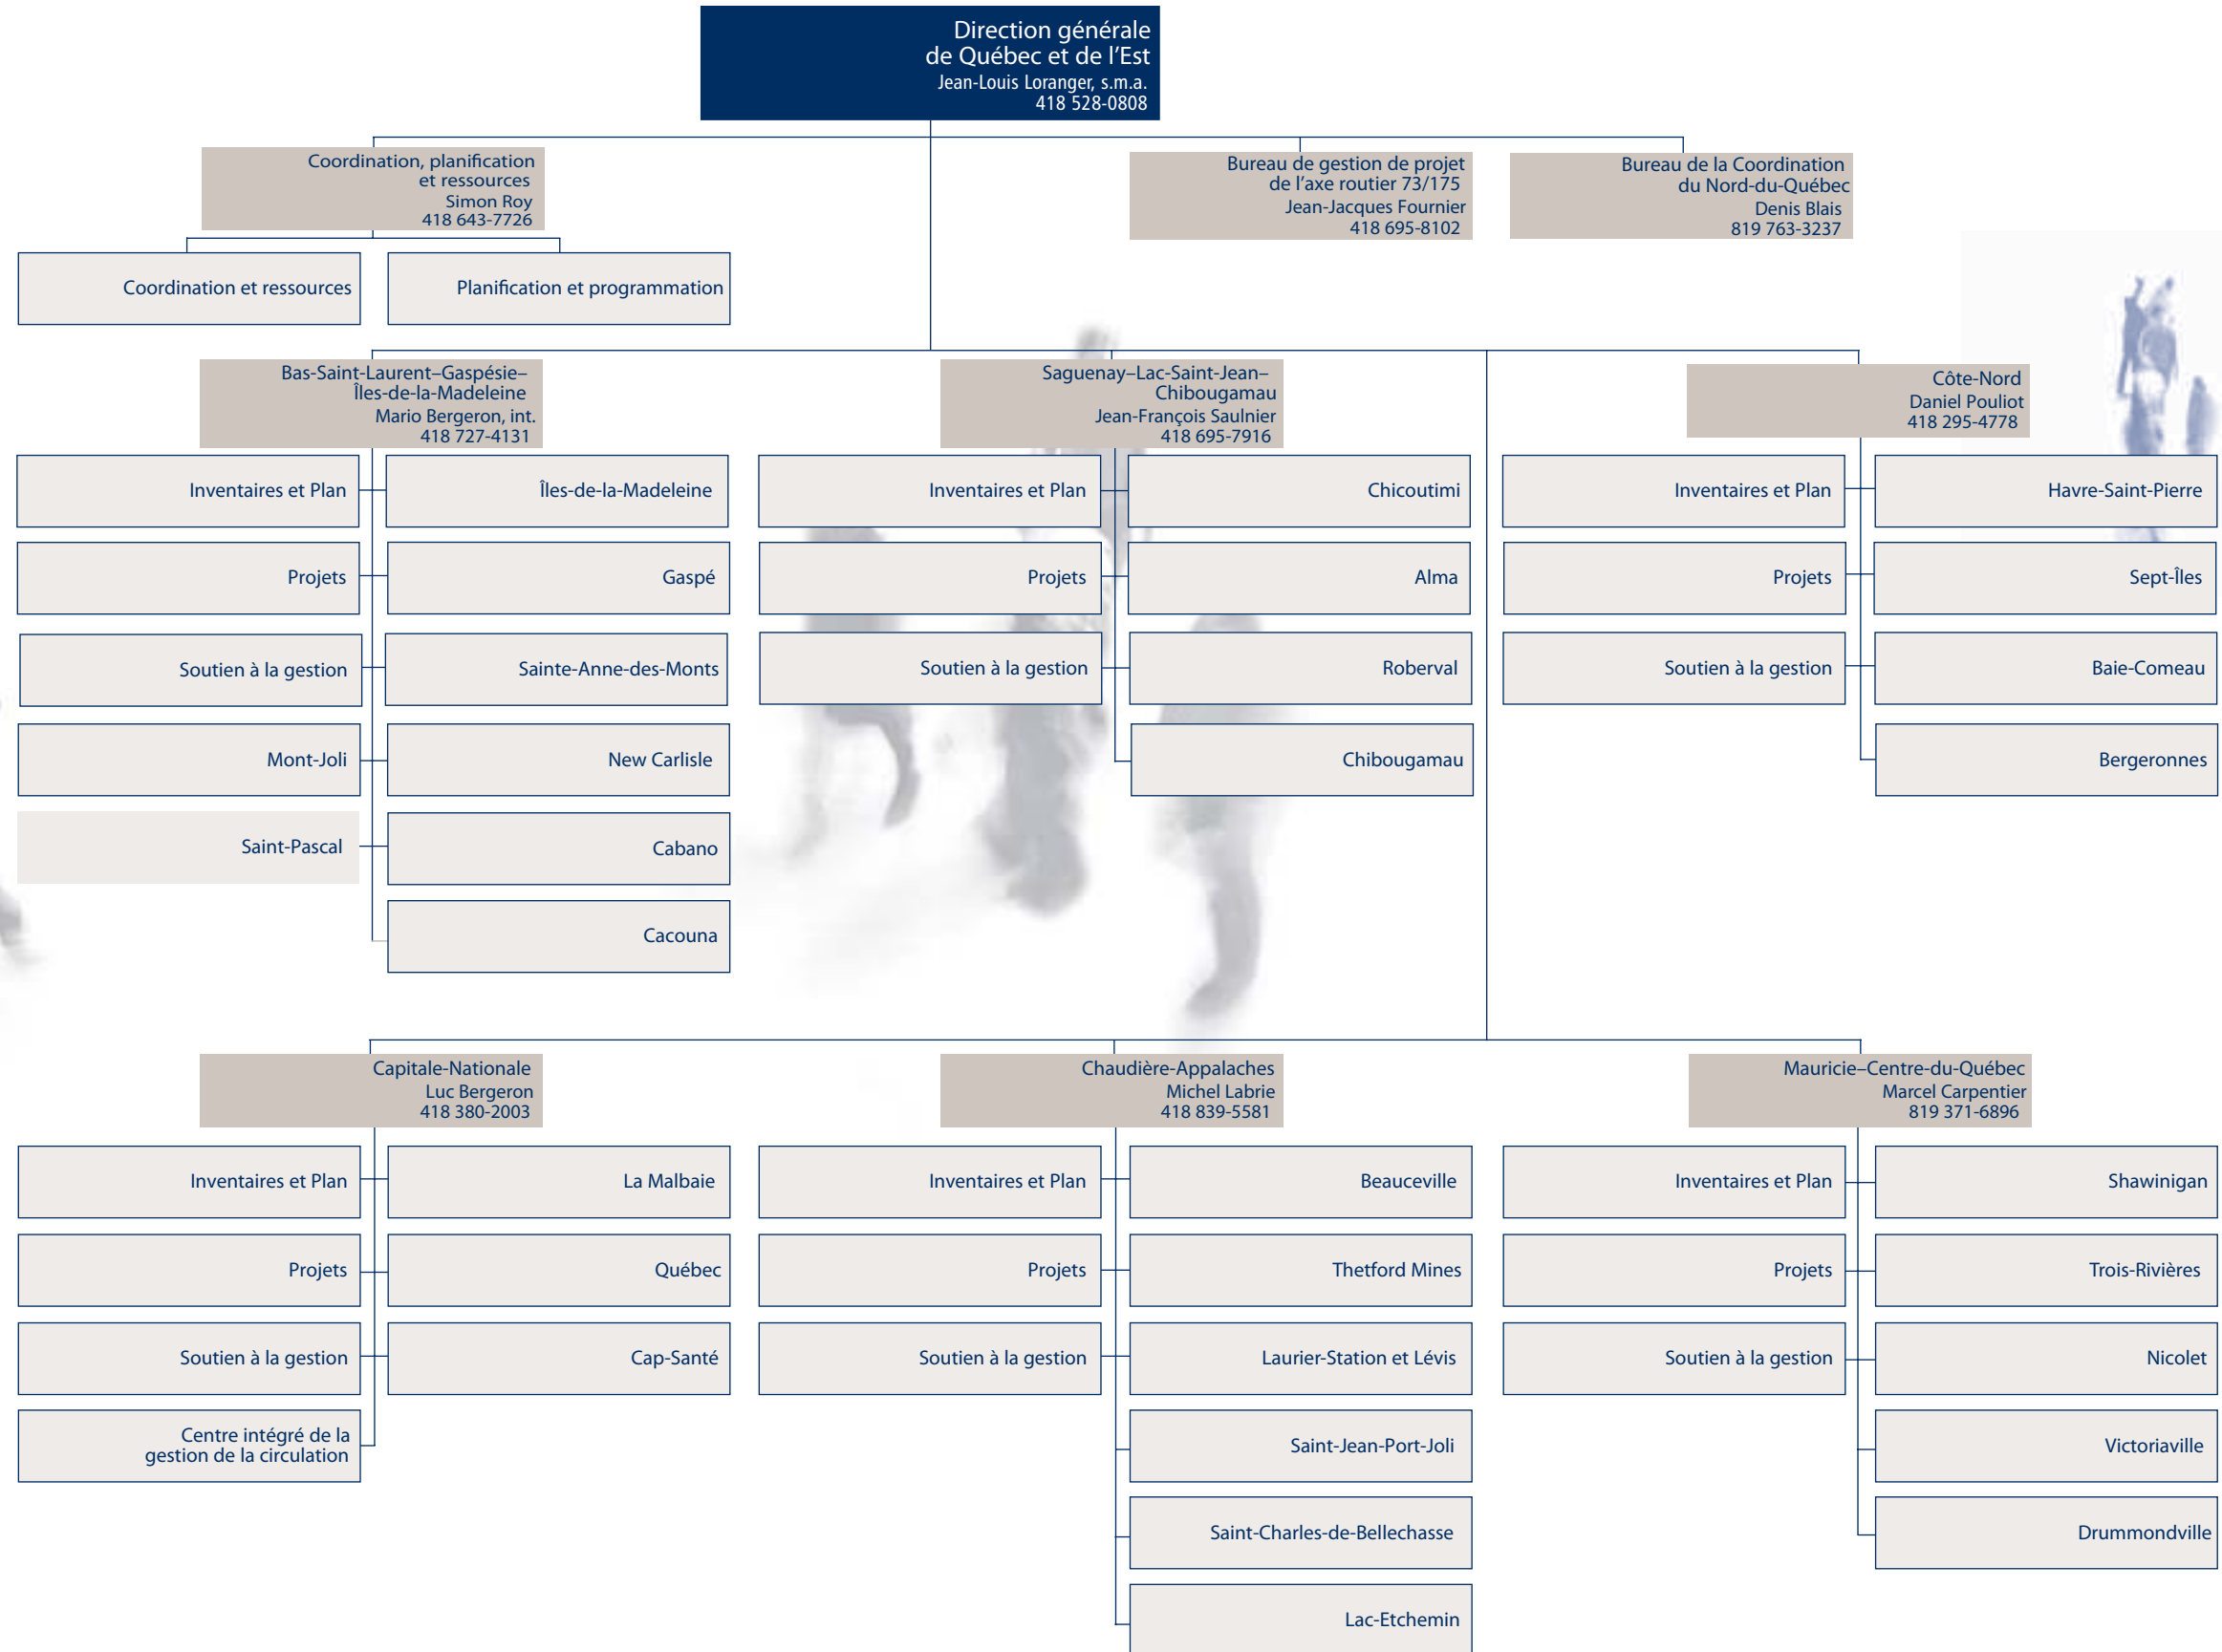 Direction générale
de Québec et de l'Est
Jean-Louis Loranger, s.m.a.
418 528-0808
Coordination, planification
et ressources
Simon Roy
418 643-7726
Bureau de gestion de projet
de l'axe routier 73/175
Jean-Jacques Fournier
418 695-8102
Bureau de la Coordination
du Nord-du-Québec
Denis Blais
819 763-3237
Coordination et ressources
Planification et programmation
Bas-Saint-Laurent–Gaspésie–
Îles-de-la-Madeleine
Mario Bergeron, int.
418 727-4131
Inventaires et Plan
Îles-de-la-Madeleine
Projets
Gaspé
Soutien à la gestion
Sainte-Anne-des-Monts
Mont-Joli
New Carlisle
Saint-Pascal
Cabano
Cacouna
Saguenay–Lac-Saint-Jean–
Chibougamau
Jean-François Saulnier
418 695-7916
Inventaires et Plan
Chicoutimi
Projets
Alma
Soutien à la gestion
Roberval
Chibougamau
Côte-Nord
Daniel Pouliot
418 295-4778
Inventaires et Plan
Havre-Saint-Pierre
Projets
Sept-Îles
Soutien à la gestion
Baie-Comeau
Bergeronnes
Capitale-Nationale
Luc Bergeron
418 380-2003
Inventaires et Plan
La Malbaie
Projets
Québec
Soutien à la gestion
Cap-Santé
Centre intégré de la
gestion de la circulation
Chaudière-Appalaches
Michel Labrie
418 839-5581
Inventaires et Plan
Beauceville
Projets
Thetford Mines
Soutien à la gestion
Laurier-Station et Lévis
Saint-Jean-Port-Joli
Saint-Charles-de-Bellechasse
Lac-Etchemin
Mauricie–Centre-du-Québec
Marcel Carpentier
819 371-6896
Inventaires et Plan
Shawinigan
Projets
Trois-Rivières
Soutien à la gestion
Nicolet
Victoriaville
Drummondville